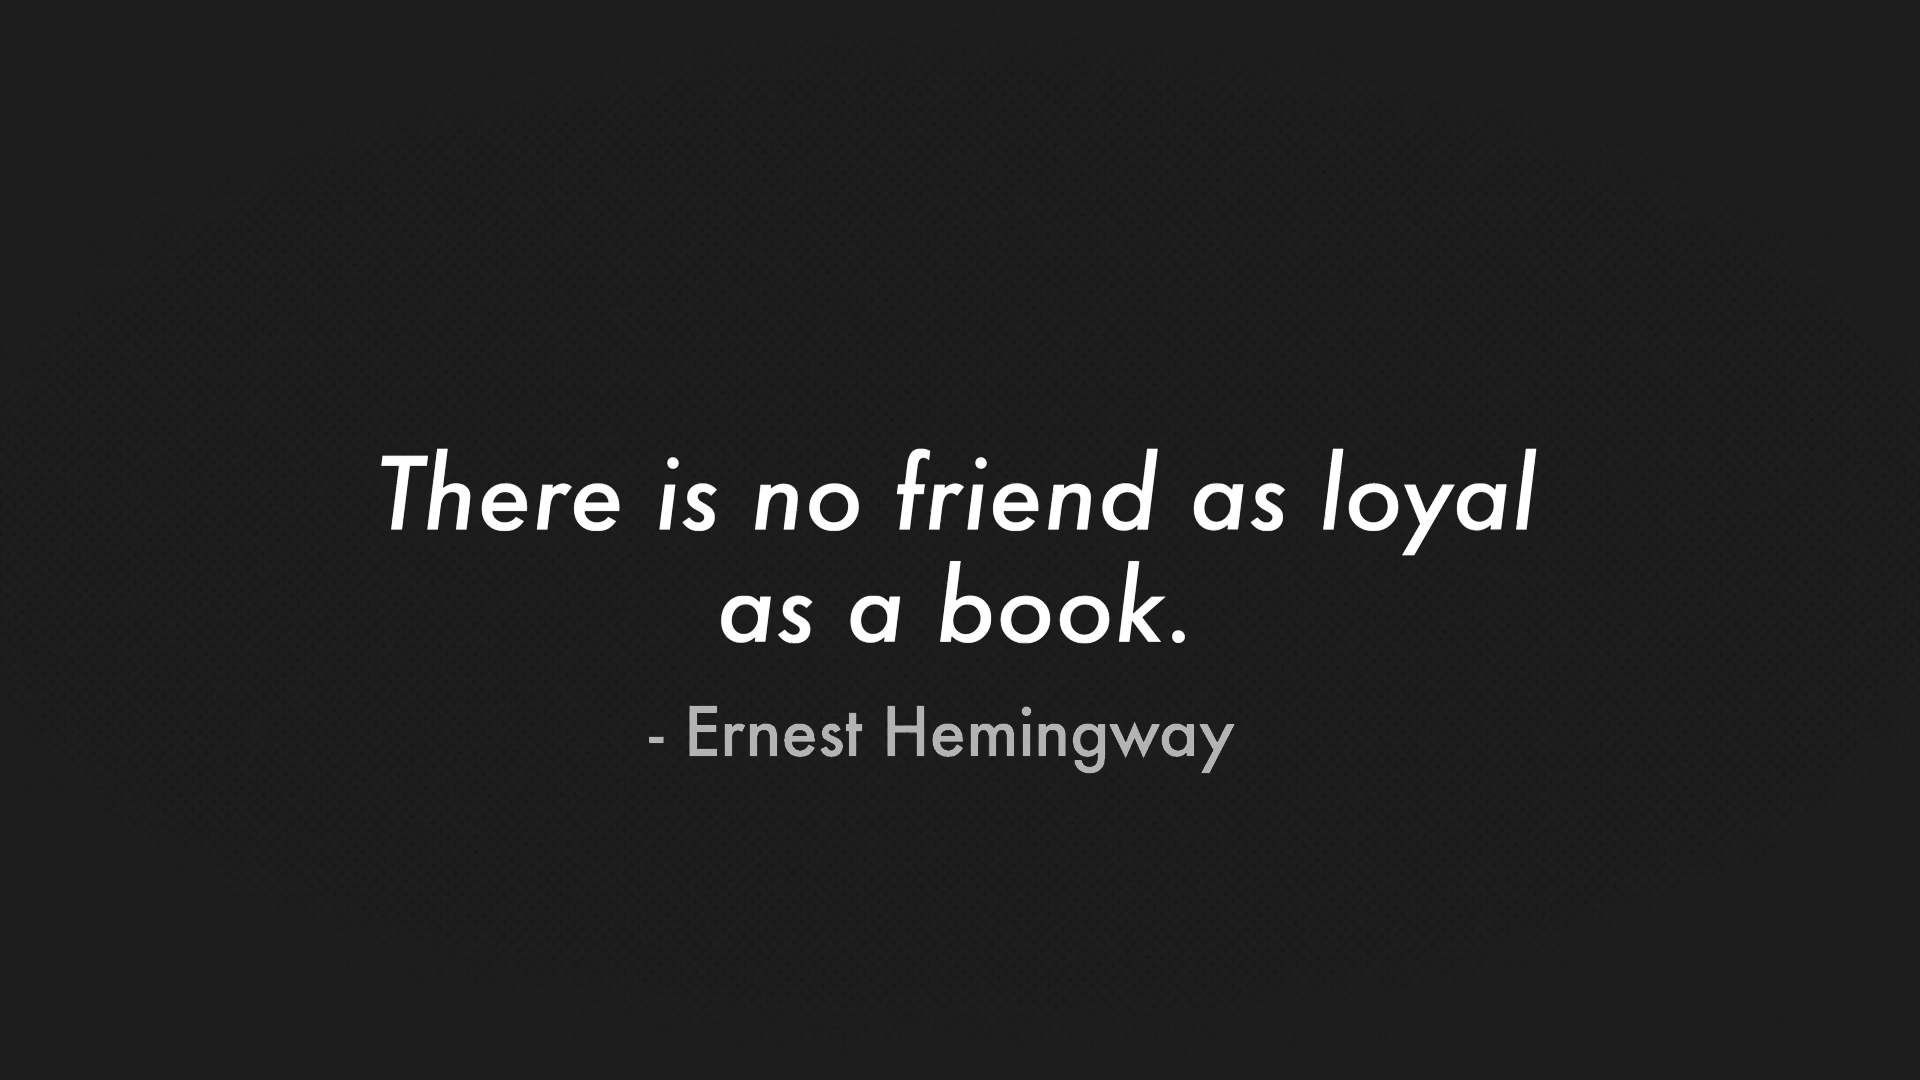 There is no friend as loyal
as a book.
- Ernest Hemingway